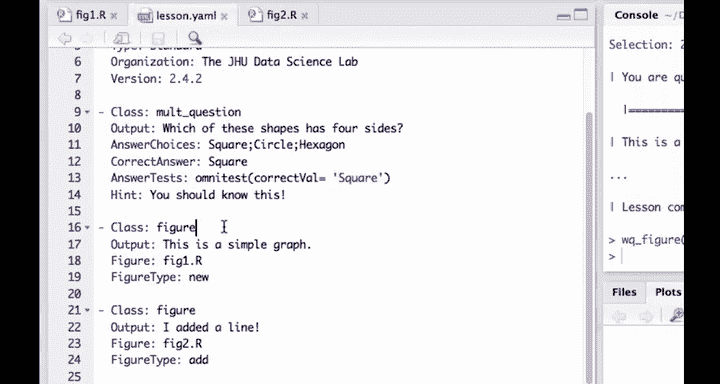 fig1.R × lesson.yaml × fig2.R ×
6 Organization: The JHU Data Science Lab
7 Version: 2.4.2
8
9 - Class: mult_question
10 Output: Which of these shapes has four sides?
11 AnswerChoices: Square;Circle;Hexagon
12 CorrectAnswer: Square
13 AnswerTests: omnitest(correctVal= 'Square')
14 Hint: You should know this!
15
16 - Class: figure
17 Output: This is a simple graph.
18 Figure: fig1.R
19 FigureType: new
20
21 - Class: figure
22 Output: I added a line!
23 Figure: fig2.R
24 FigureType: add
25
Console
Selection:
| You are
|=========
| This is a
...
| Lesson
> wq_figure(
>
Files Plots